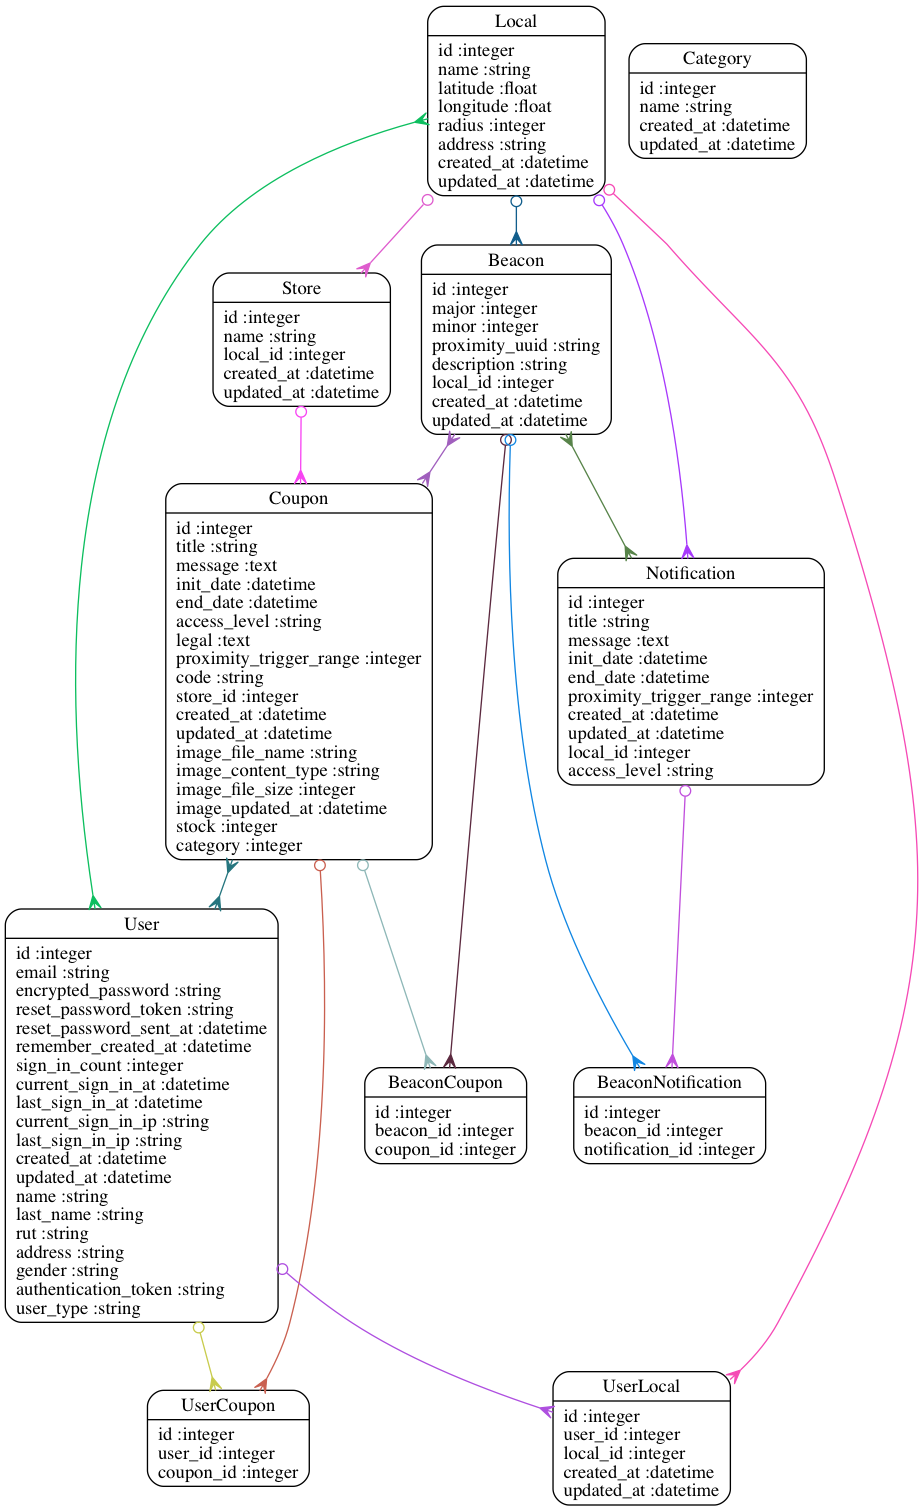 Local
id :integer
name :string
latitude :float
longitude :float
radius :integer
address :string
created_at :datetime
updated_at :datetime
Category
id :integer
name :string
created_at :datetime
updated_at :datetime
Store
id :integer
name :string
local_id :integer
created_at :datetime
updated_at :datetime
Beacon
id :integer
major :integer
minor :integer
proximity_uuid :string
description :string
local_id :integer
created_at :datetime
updated_at :datetime
Coupon
id :integer
title :string
message :text
init_date :datetime
end_date :datetime
access_level :string
legal :text
proximity_trigger_range :integer
code :string
store_id :integer
created_at :datetime
updated_at :datetime
image_file_name :string
image_content_type :string
image_file_size :integer
image_updated_at :datetime
stock :integer
category :integer
Notification
id :integer
title :string
message :text
init_date :datetime
end_date :datetime
proximity_trigger_range :integer
created_at :datetime
updated_at :datetime
local_id :integer
access_level :string
User
id :integer
email :string
encrypted_password :string
reset_password_token :string
reset_password_sent_at :datetime
remember_created_at :datetime
sign_in_count :integer
current_sign_in_at :datetime
last_sign_in_at :datetime
current_sign_in_ip :string
last_sign_in_ip :string
created_at :datetime
updated_at :datetime
name :string
last_name :string
rut :string
address :string
gender :string
authentication_token :string
user_type :string
BeaconCoupon
id :integer
beacon_id :integer
coupon_id :integer
BeaconNotification
id :integer
beacon_id :integer
notification_id :integer
UserCoupon
id :integer
user_id :integer
coupon_id :integer
UserLocal
id :integer
user_id :integer
local_id :integer
created_at :datetime
updated_at :datetime